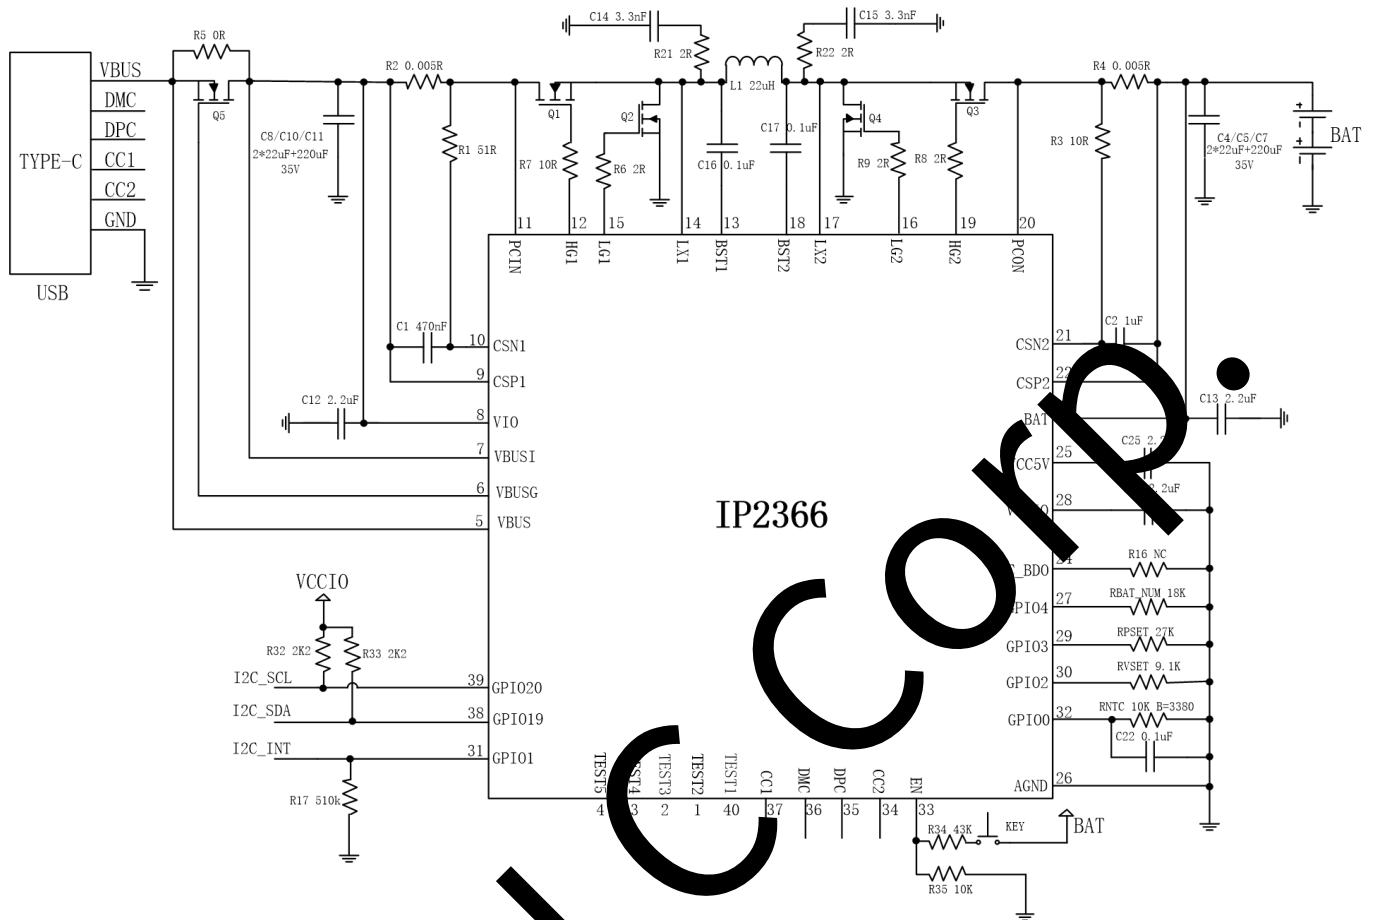 C14 3.3nF
C15 3.3nF
R5 0R
R21 2R
R22 2R
VBUS
R2 0.005R
L1 22uH
R4 0.005R
DMC
DPC
CC1
CC2
GND
TYPE-C
USB
Q5
C8/C10/C11
2*22uF+220uF
35V
R1 51R
Q1
Q2
R7 10R
R6 2R
C16 0.1uF
C17 0.1uF
Q4
R9 2R
R8 2R
Q3
R3 10R
C4/C5/C7
2*22uF+220uF
35V
BAT
11
12
15
14
13
18
17
16
19
20
PCIN
HG1
LG1
LX1
BST1
BST2
LX2
LG2
HG2
PCON
C1 470nF
10 CSN1
9 CSP1
C12 2.2uF
8 VIO
7 VBUSI
6 VBUSG
5 VBUS
IP2366
C2 1uF
CSN2 21
CSP2 22
BAT
C13 2.2uF
25
28
R16 NC
27
RBAT_NUM 18K
GPIO3 29
RPSET 27K
GPIO2 30
RVSET 9.1K
GPIO0 32
RNTC 10K B=3380
C22 0.1uF
AGND 26
VCCIO
R32 2K2
R33 2K2
I2C_SCL
39 GPIO20
I2C_SDA
38 GPIO19
I2C_INT
31 GPIO1
R17 510k
TEST5
TEST3
TEST2
TEST1
CC1
DMC
DPC
CC2
EN
4
3
2
1
40
37
36
35
34
33
R34 43K
KEY
BAT
R35 10K
C Corp.